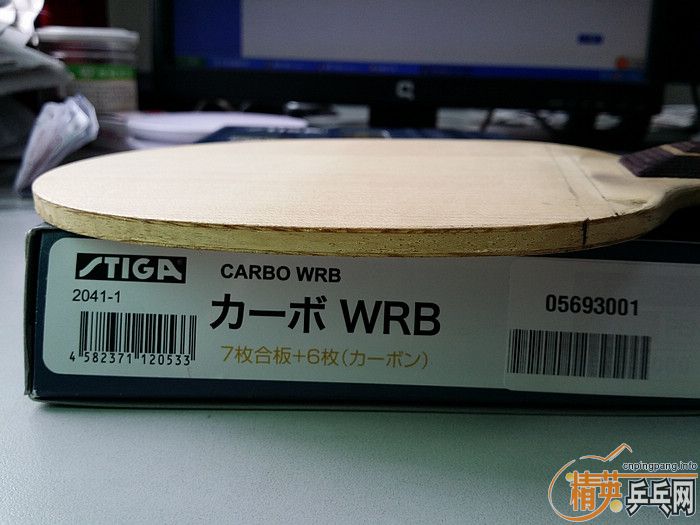 STIGA
CARBO WRB
2041-1
カーボ WRB
05693001
7枚合板+6枚(カーボン)
4 582371 120533
cnpingpang.info
精英乒乓网